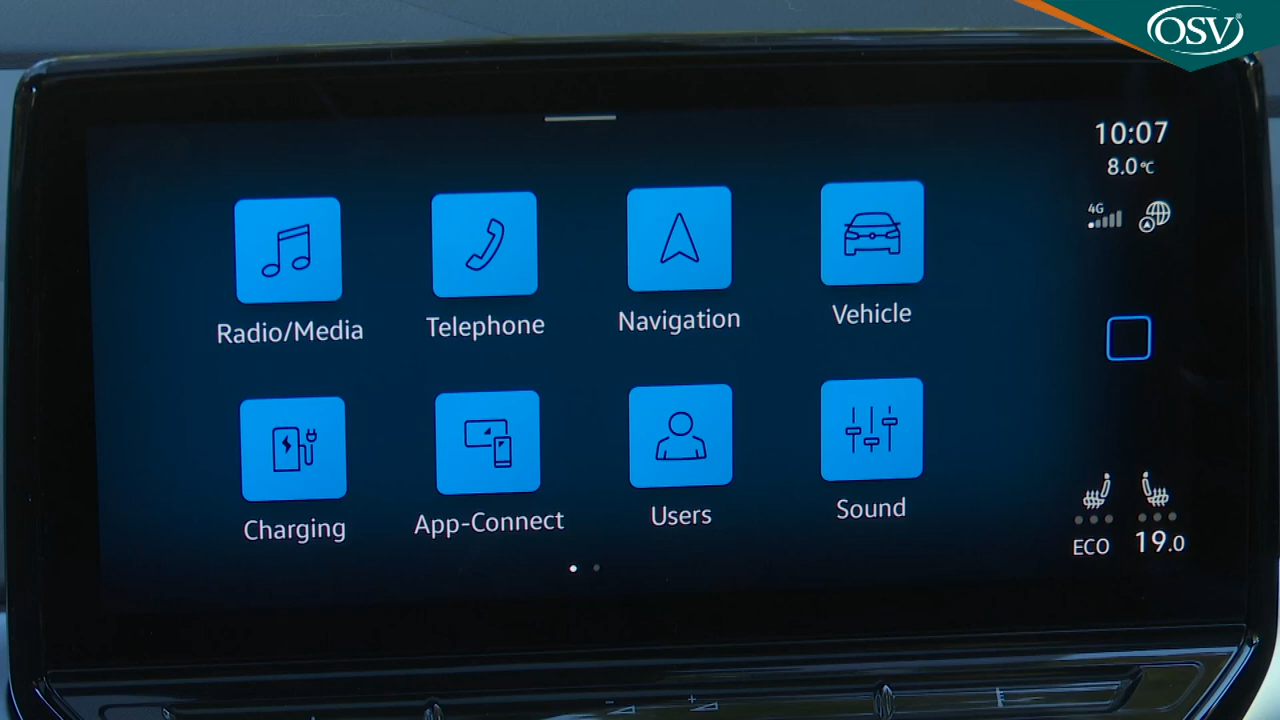 OSV®
10:07
8.0°C
4G
Radio/Media
Telephone
Navigation
Vehicle
Charging
App-Connect
Users
Sound
ECO
19.0
- +